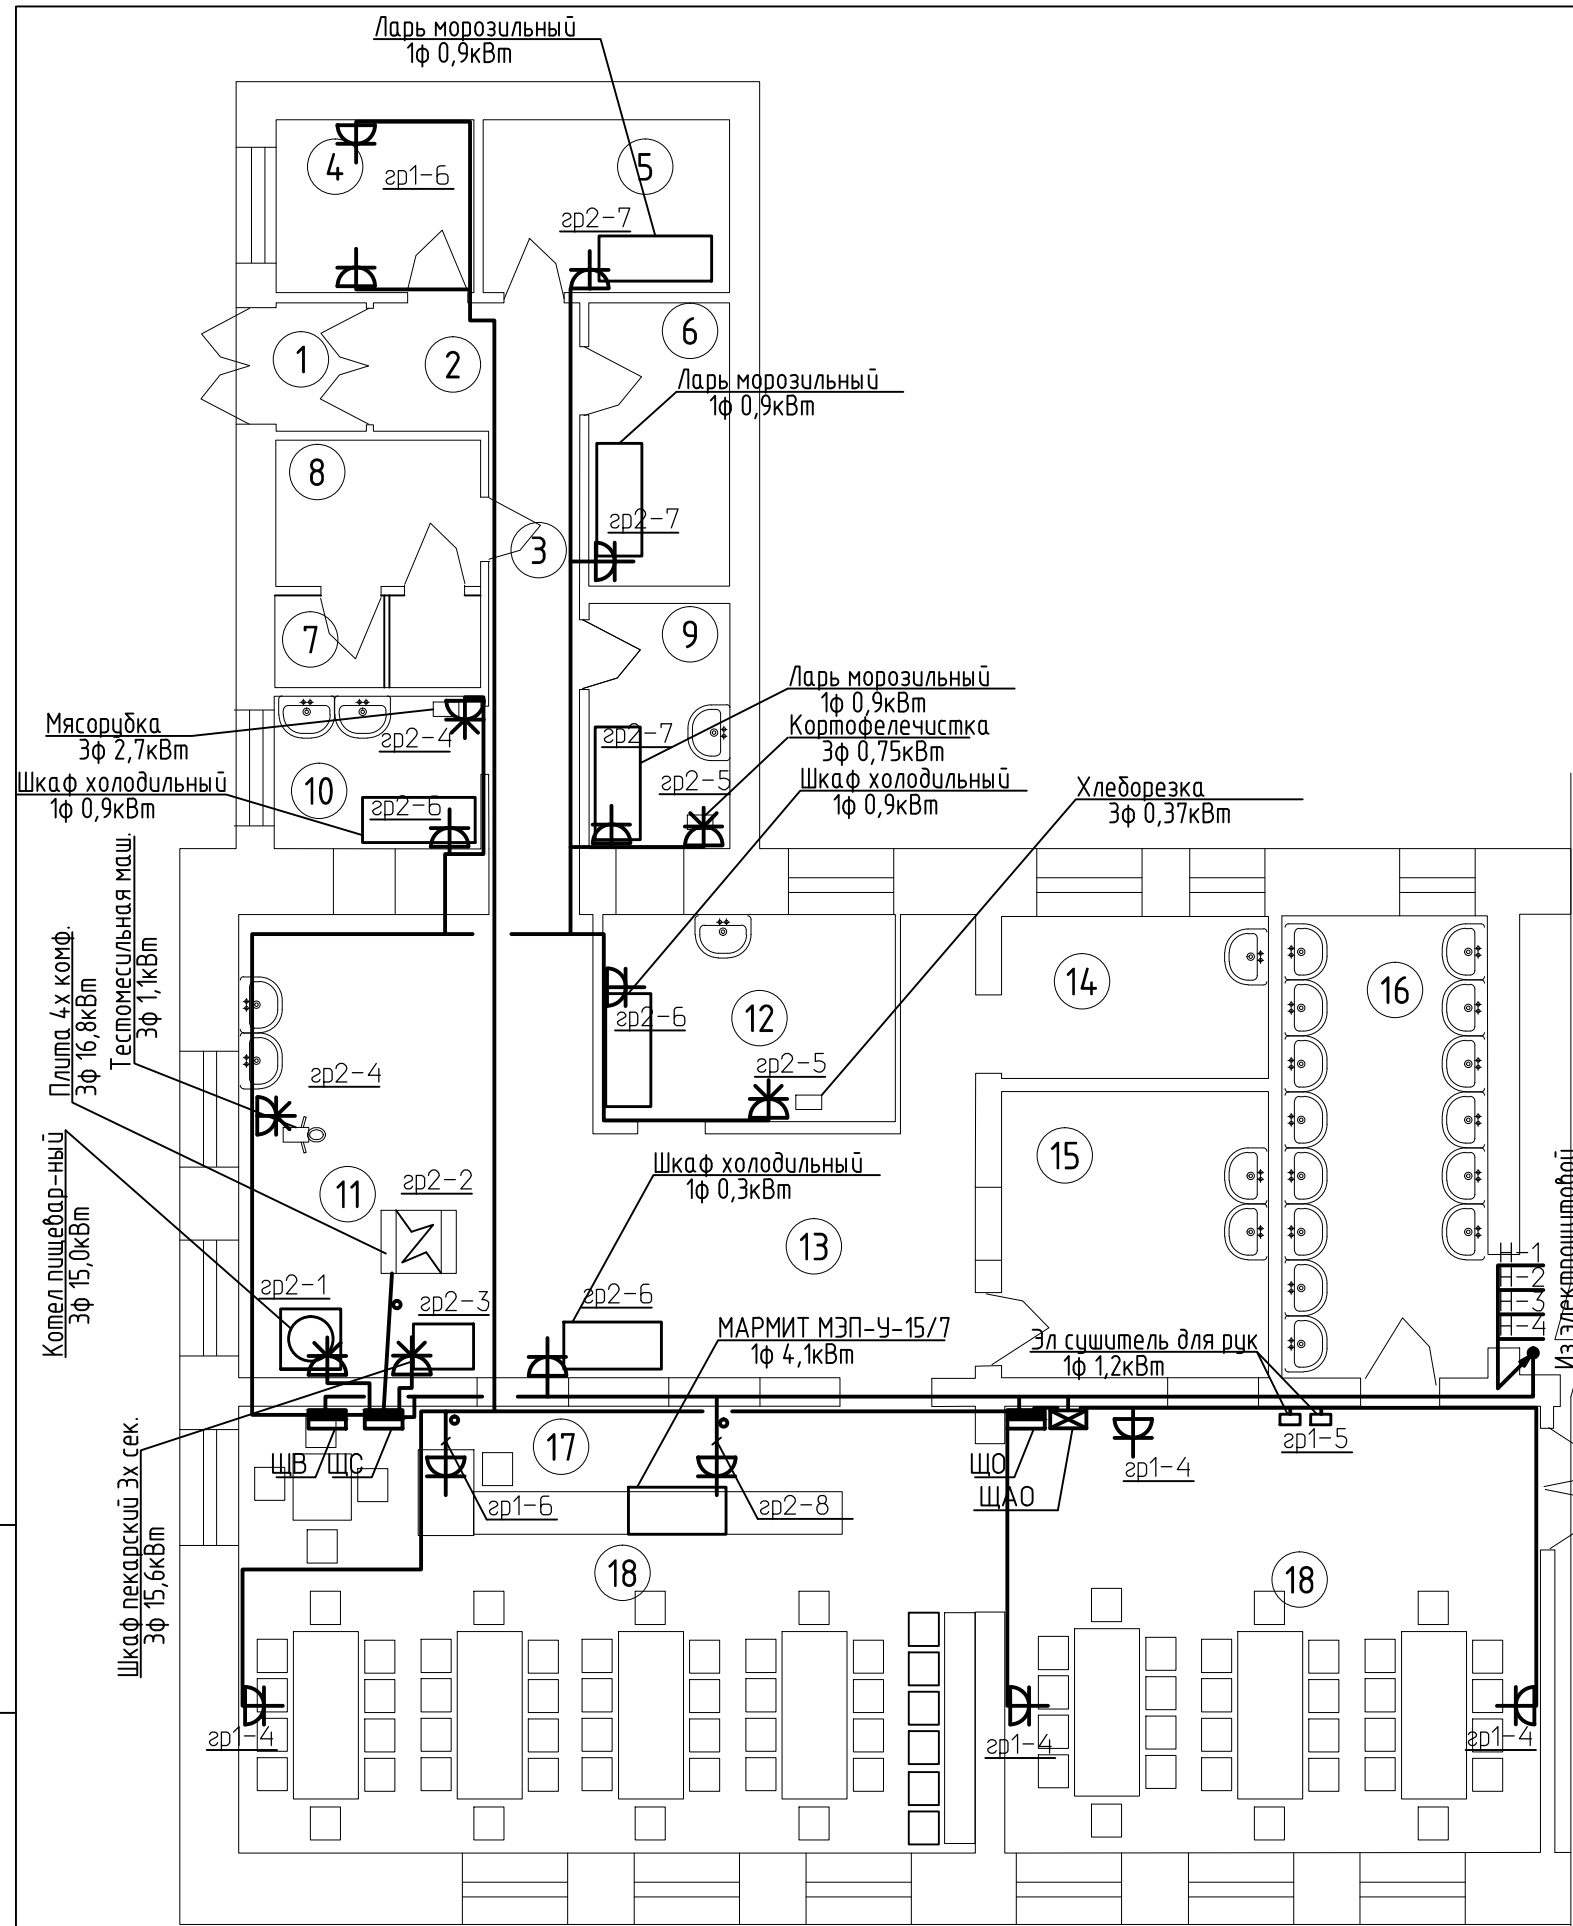 Ларь морозильный
1ф 0,9кВт
4
гр1-6
5
гр2-7
6
1
2
Ларь морозильный
1ф 0,9кВт
8
гр2-7
3
7
9
Ларь морозильный
1ф 0,9кВт
Мясорубка
3ф 2,7кВт
гр2-4
гр2-7
Кортофелечистка
3ф 0,75кВт
Шкаф холодильный
1ф 0,9кВт
10
гр2-6
гр2-5
Шкаф холодильный
1ф 0,9кВт
Хлеборезка
3ф 0,37кВт
Тестомесильная маш.
3ф 1,1кВт
Плита 4х комф.
3ф 16,8кВт
14
16
гр2-6
12
гр2-4
гр2-5
Котел пищевар-ный
3ф 15,0кВт
15
Шкаф холодильный
1ф 0,3кВт
11
гр2-2
13
гр2-1
гр2-3
гр2-6
Н-1
Н-2
Н-3
Н-4
Из электрощитовой
МАРМИТ МЭП-Ч-15/7
1ф 4,1кВт
Эл сушитель для рук
1ф 1,2кВт
Шкаф пекарский 3х сек.
3ф 15,6кВт
ЩВ
ЩС
17
ЩО
ЩАО
гр1-4
гр1-5
гр1-6
гр2-8
18
18
гр1-4
гр1-4
гр1-4